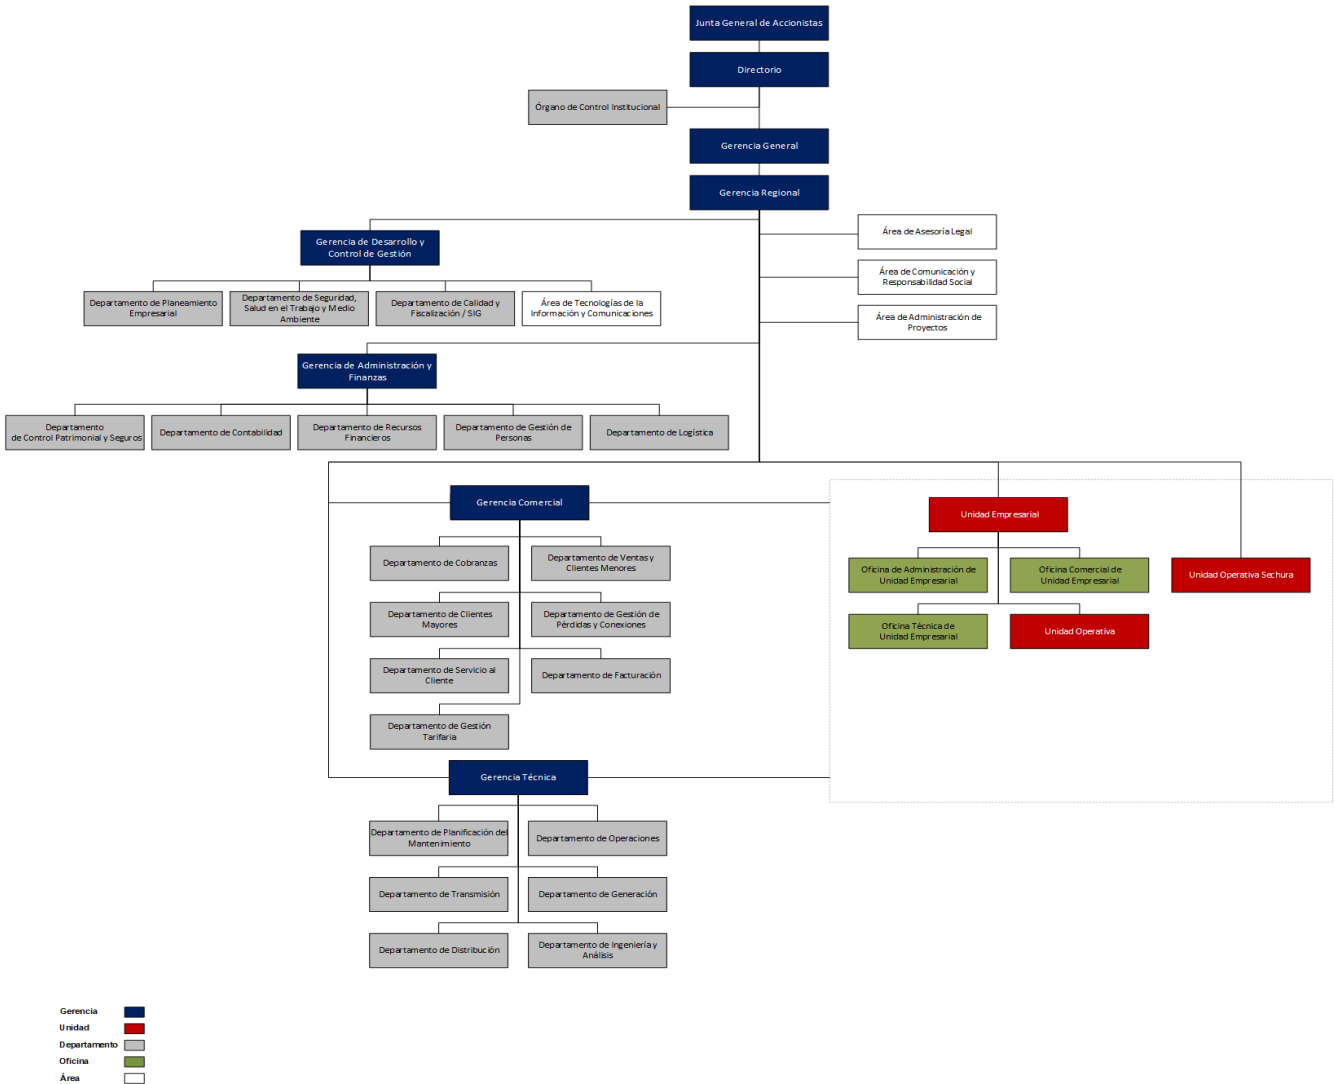 Junta General de Accionistas
Directorio
Órgano de Control Institucional
Gerencia General
Gerencia Regional
Área de Asesoría Legal
Gerencia de Desarrollo y
Control de Gestión
Área de Comunicación y
Responsabilidad Social
Departamento de Planeamiento
Empresarial
Departamento de Seguridad,
Salud en el Trabajo y Medio
Ambiente
Departamento de Calidad y
Fiscalización / SIG
Área de Tecnologías de la
Información y Comunicaciones
Área de Administración de
Proyectos
Gerencia de Administración y
Finanzas
Departamento
de Control Patrimonial y Seguros
Departamento de Contabilidad
Departamento de Recursos
Financieros
Departamento de Gestión de
Personas
Departamento de Logística
Gerencia Comercial
Unidad Empresarial
Departamento de Cobranzas
Departamento de Ventas y
Clientes Menores
Oficina de Administración de
Unidad Empresarial
Oficina Comercial de
Unidad Empresarial
Unidad Operativa Sechura
Departamento de Clientes
Mayores
Departamento de Gestión de
Pérdidas y Conexiones
Oficina Técnica de
Unidad Empresarial
Unidad Operativa
Departamento de Servicio al
Cliente
Departamento de Facturación
Departamento de Gestión
Tarifaria
Gerencia Técnica
Departamento de Planificación del
Mantenimiento
Departamento de Operaciones
Departamento de Transmisión
Departamento de Generación
Departamento de Distribución
Departamento de Ingeniería y
Análisis
Gerencia
Unidad
Departamento
Oficina
Área